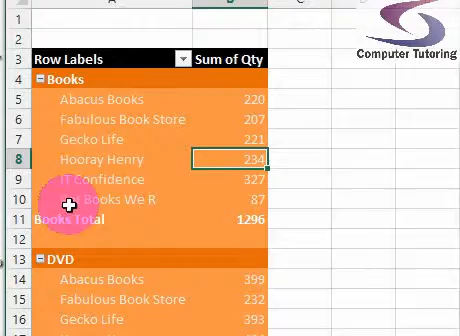 A
1
2
Computer Tutoring
3 Row Labels Sum of Qty
4 Books
5 Abacus Books 220
6 Fabulous Book Store 207
7 Gecko Life 221
8 Hooray Henry 234
9 IT Confidence 327
10 Books We R 87
11 Books Total 1296
12
13 DVD
14 Abacus Books 399
15 Fabulous Book Store 232
16 Gecko Life 393